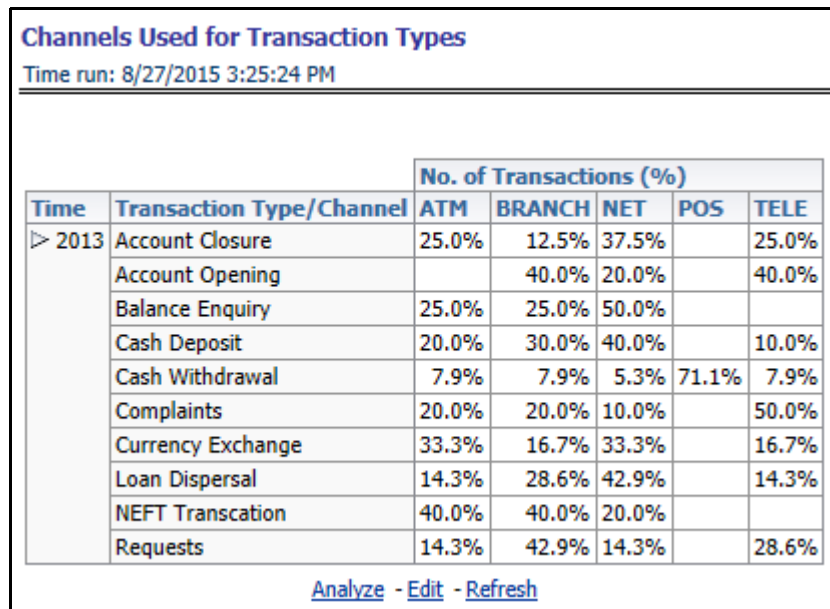 Channels Used for Transaction Types
Time run: 8/27/2015 3:25:24 PM
No. of Transactions (%)
Time Transaction Type/Channel ATM BRANCH NET POS TELE
2013 Account Closure 25.0% 12.5% 37.5% 25.0%
Account Opening 40.0% 20.0% 40.0%
Balance Enquiry 25.0% 25.0% 50.0%
Cash Deposit 20.0% 30.0% 40.0% 10.0%
Cash Withdrawal 7.9% 7.9% 5.3% 71.1% 7.9%
Complaints 20.0% 20.0% 10.0% 50.0%
Currency Exchange 33.3% 16.7% 33.3% 16.7%
Loan Dispersal 14.3% 28.6% 42.9% 14.3%
NEFT Transcation 40.0% 40.0% 20.0%
Requests 14.3% 42.9% 14.3% 28.6%
Analyze - Edit - Refresh